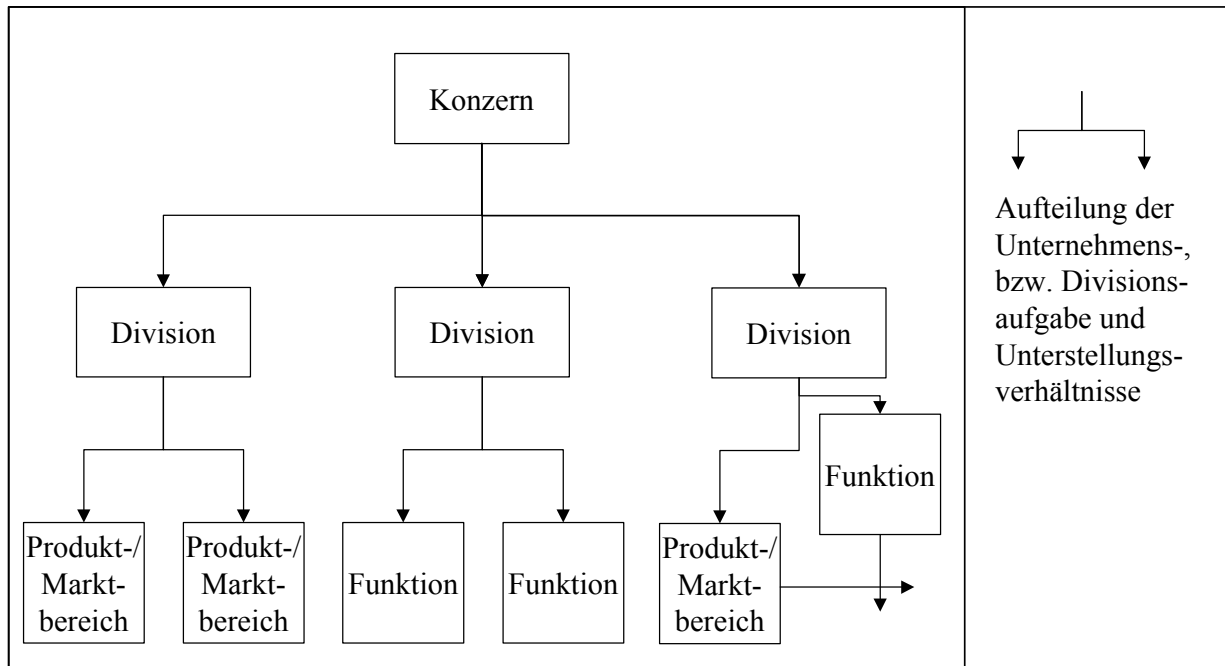 Konzern
Division
Division
Division
Funktion
Produkt-/
Markt-
bereich
Produkt-/
Markt-
bereich
Funktion
Funktion
Produkt-/
Markt-
bereich
Aufteilung der
Unternehmens-,
bzw. Divisions-
aufgabe und
Unterstellungs-
verhältnisse